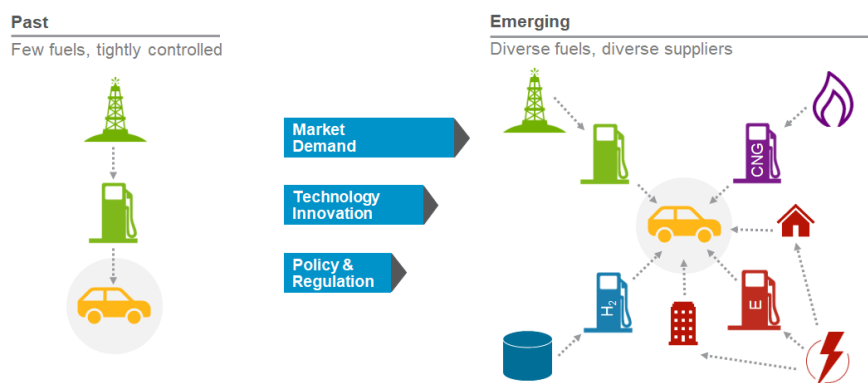 Past
Few fuels, tightly controlled
Market
Demand
Technology
Innovation
Policy &
Regulation
Emerging
Diverse fuels, diverse suppliers
CNG
H₂
E